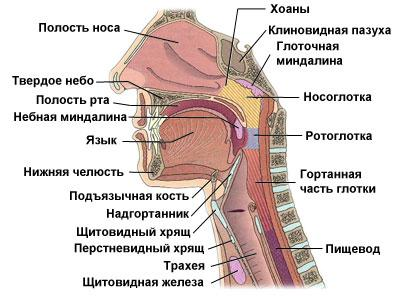 Полость носа
Твердое небо
Полость рта
Небная миндалина
Язык
Нижняя челюсть
Подъязычная кость
Надгортанник
Щитовидный хрящ
Перстневидный хрящ
Трахея
Щитовидная железа
Хоаны
Клиновидная пазуха
Глоточная
миндалина
Носоглотка
Ротоглотка
Гортанная
часть глотки
Пищевод